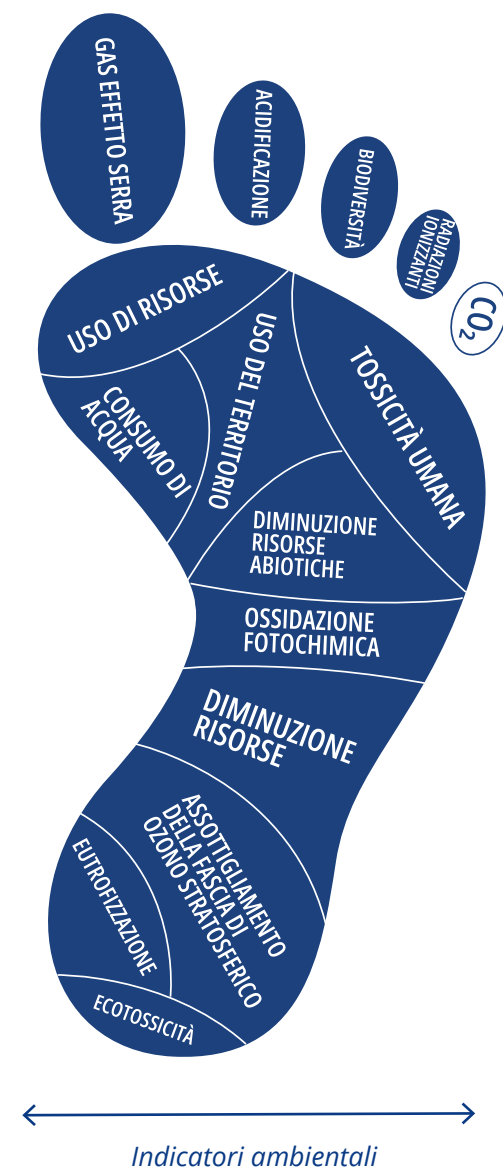 GAS EFFETTO SERRA
ACIDIFICAZIONE
BIODIVERSITÀ
RADIAZIONI
IONIZZANTI
CO₂
USO DI RISORSE
CONSUMO DI
ACQUA
USO DEL TERRITORIO
TOSSICITÀ UMANA
DIMINUZIONE
RISORSE
ABIOTICHE
OSSIDAZIONE
FOTOCHIMICA
DIMINUZIONE
RISORSE
ASSOTTIGLIAMENTO
DELLA FASCIA DI
OZONO STRATOSFERICO
EUTROFIZZAZIONE
ECOTOSSICITÀ
Indicatori ambientali